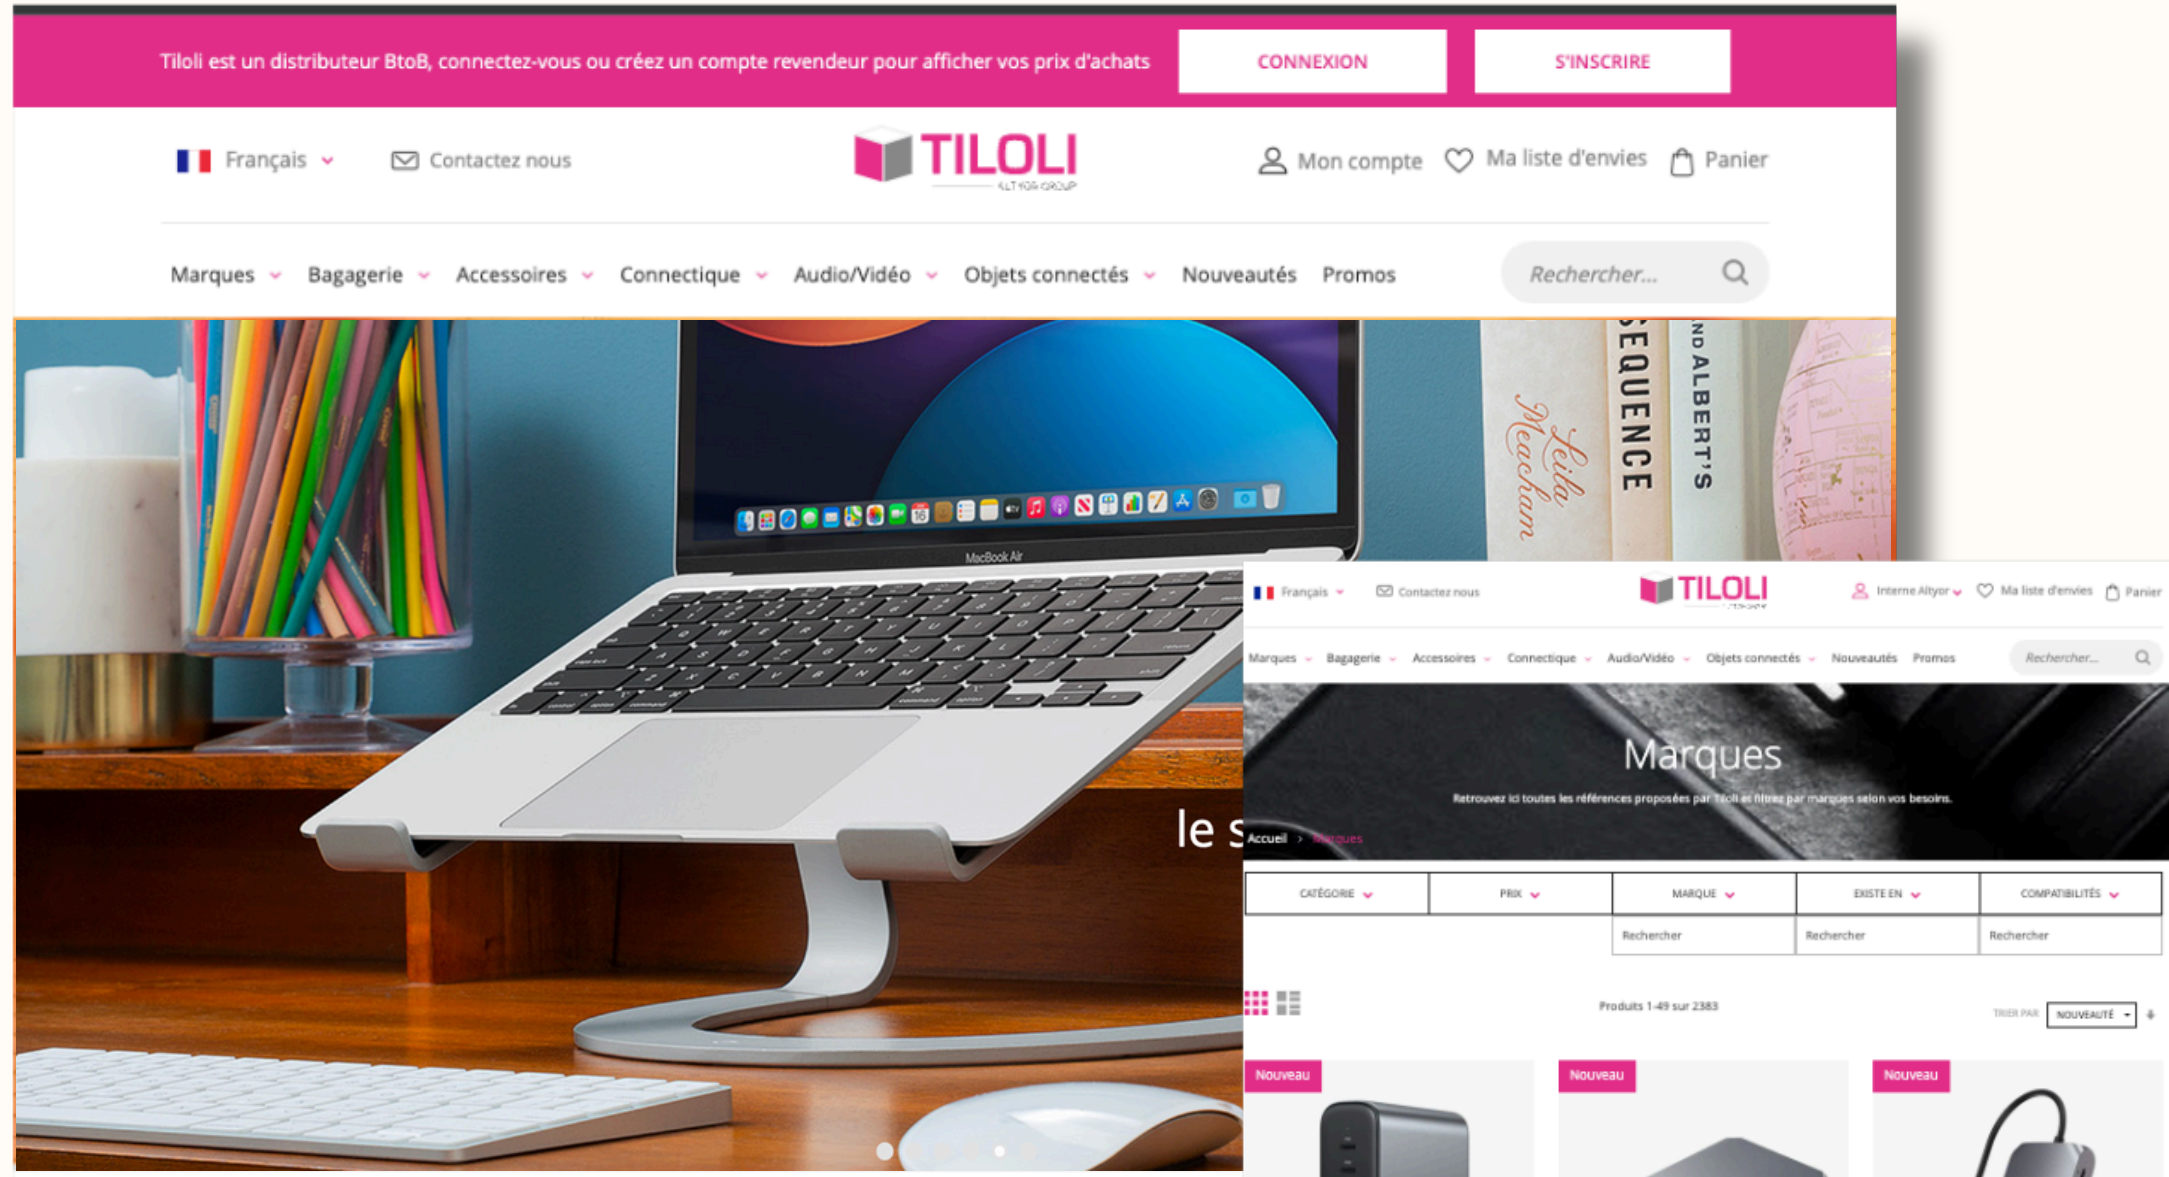 Tiloli est un distributeur BtoB, connectez-vous ou créez un compte revendeur pour afficher vos prix d'achats
CONNEXION
S'INSCRIRE
Français
Contactez nous
TILOLI
Mon compte
Ma liste d'envies
Panier
Marques
Bagagerie
Accessoires
Connectique
Audio/Vidéo
Objets connectés
Nouveautés
Promos
Rechercher...
Leila
Meacham
SEQUENCE
AND ALBERT'S
MacBook Air
le s
Français
Contactez nous
TILOLI
Interne Altyor
Ma liste d'envies
Panier
Marques
Bagagerie
Accessoires
Connectique
Audio/Vidéo
Objets connectés
Nouveautés
Promos
Rechercher...
Marques
Retrouvez ici toutes les références proposées par Tiloli et filtrez par marques selon vos besoins.
Accueil > Marques
CATÉGORIE
PRIX
MARQUE
EXISTE EN
COMPATIBILITÉS
Rechercher
Rechercher
Rechercher
Produits 1-49 sur 2383
TRIER PAR
NOUVEAUTÉ
Nouveau
Nouveau
Nouveau